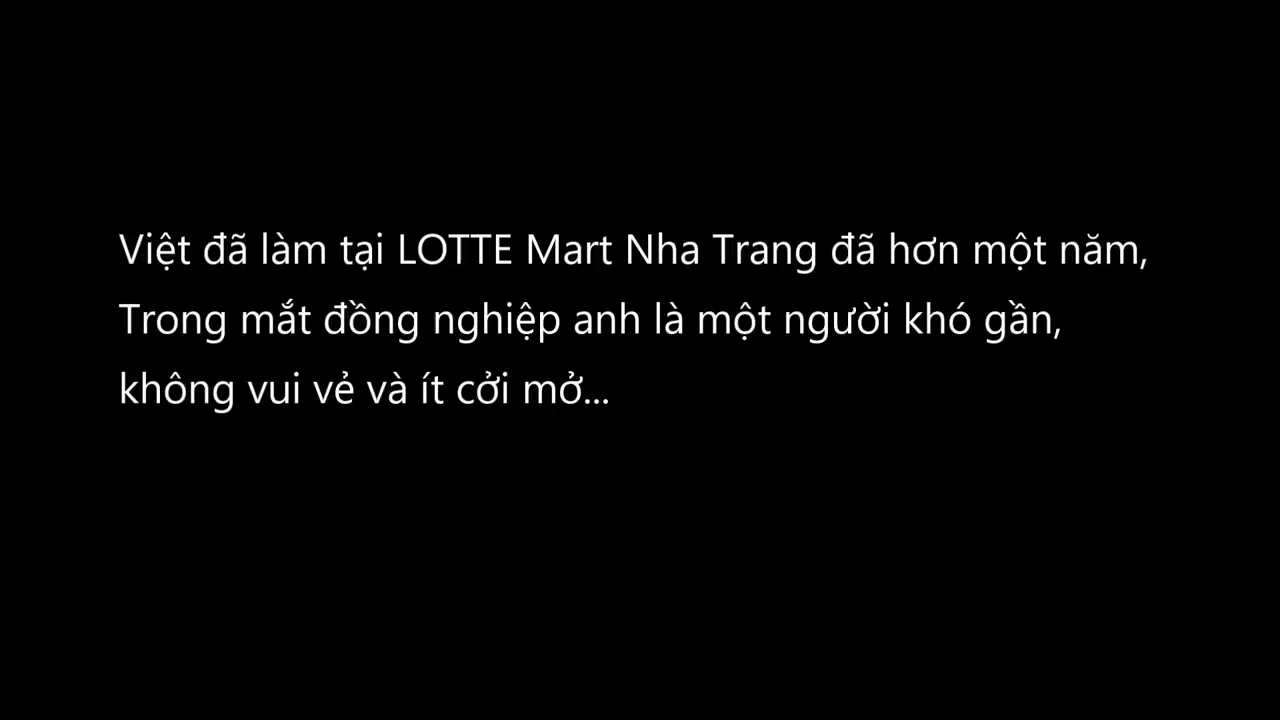 Việt đã làm tại LOTTE Mart Nha Trang đã hơn một năm,
Trong mắt đồng nghiệp anh là một người khó gần,
không vui vẻ và ít cởi mở...